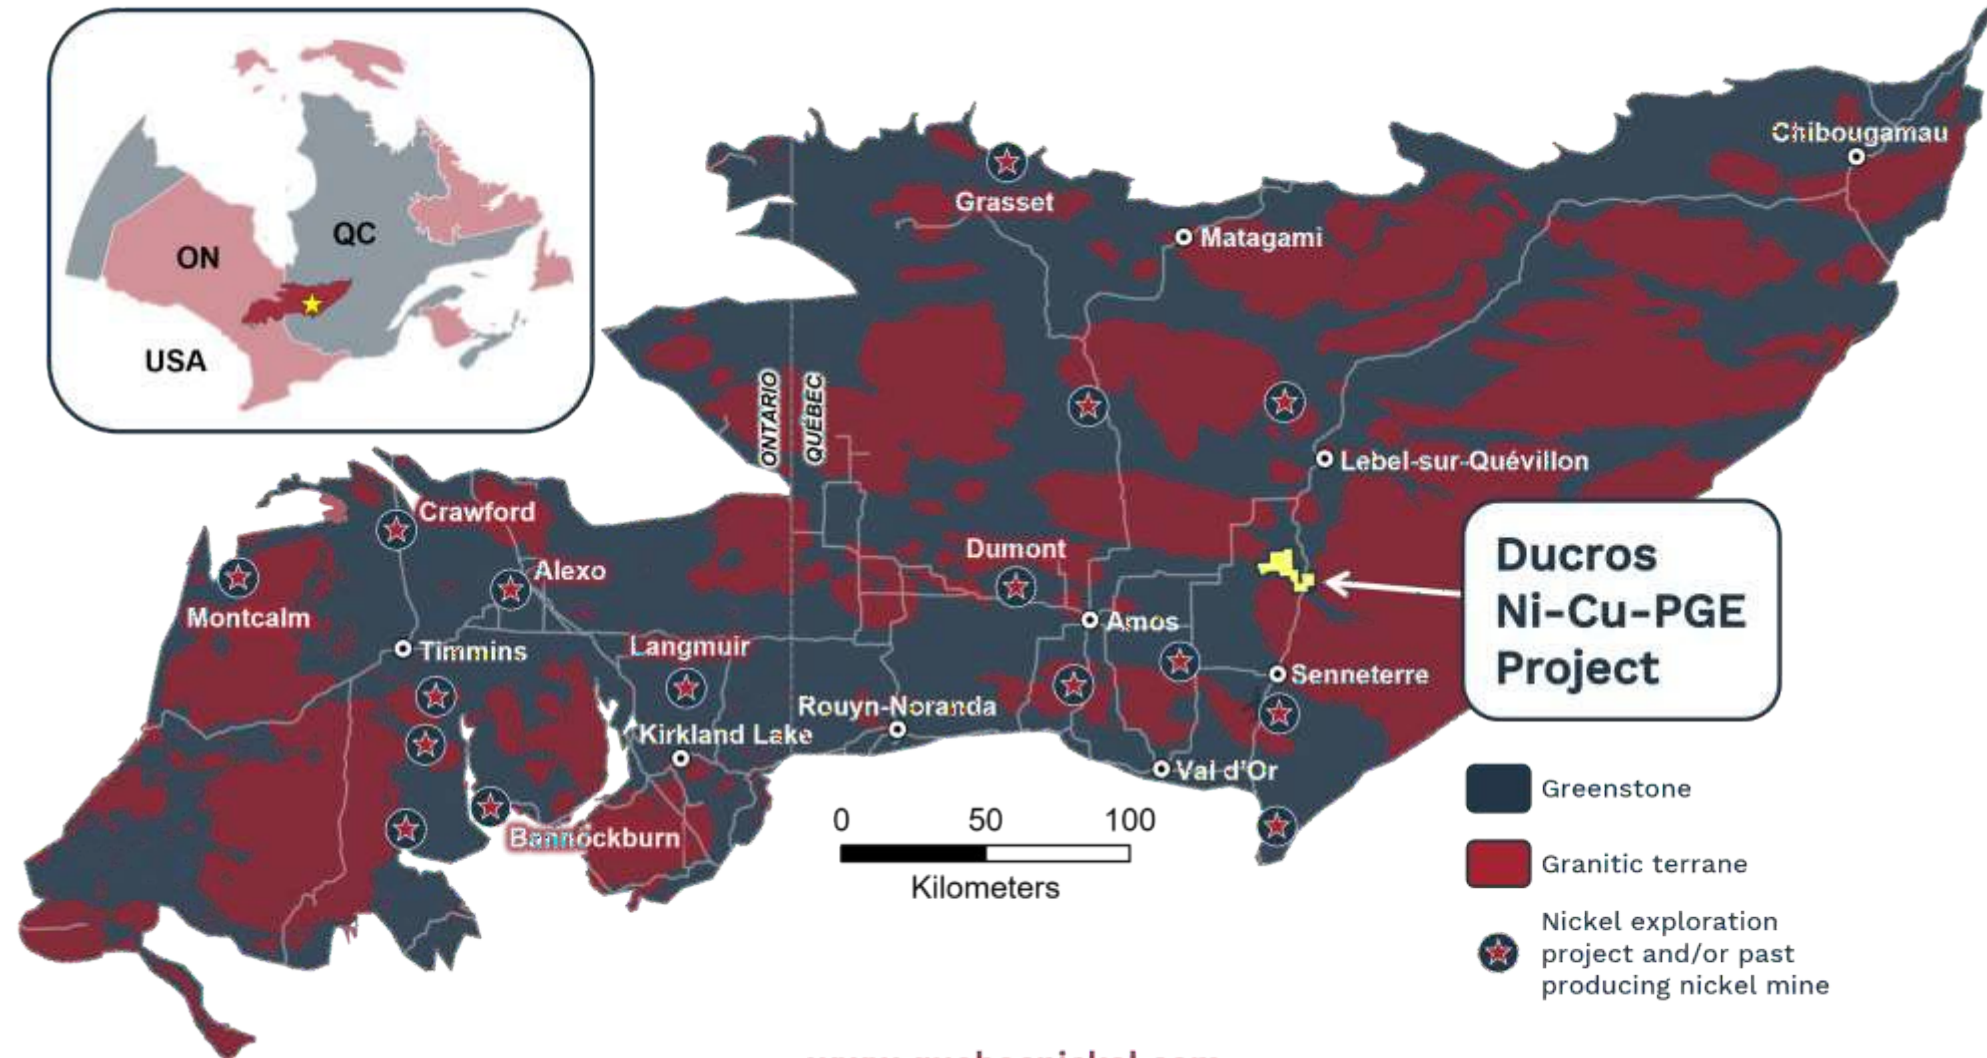 ON
QC
USA
Chibougamau
Grasset
Matagami
ONTARIO
QUÉBEC
Lebel-sur-Quévillon
Crawford
Alexo
Montcalm
Timmins
Langmuir
Dumont
Amos
Senneterre
Rouyn-Noranda
Kirkland Lake
Val d'Or
Bannockburn
Ducros
Ni-Cu-PGE
Project
0 50 100
Kilometers
Greenstone
Granitic terrane
Nickel exploration
project and/or past
producing nickel mine